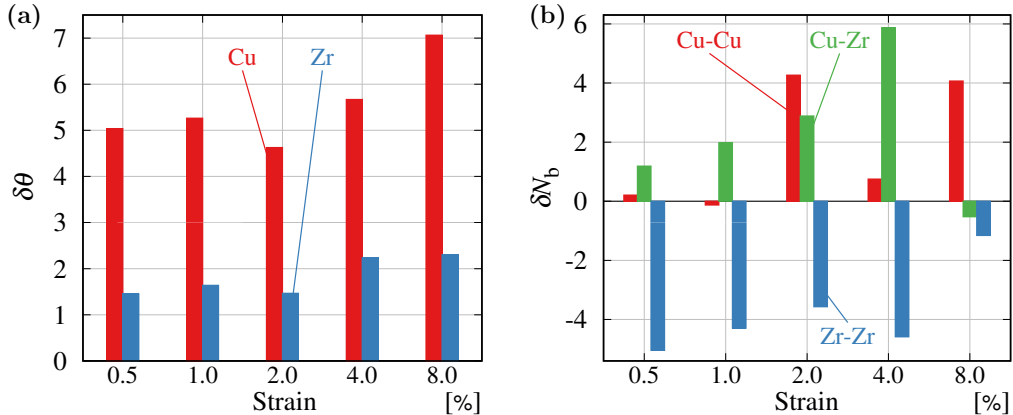 (a)
7
6
5
4
3
2
1
0
δθ
Cu
Zr
0.5 1.0 2.0 4.0 8.0
Strain [%]
(b)
6
4
2
0
-2
-4
δN_b
Cu-Cu
Cu-Zr
Zr-Zr
0.5 1.0 2.0 4.0 8.0
Strain [%]